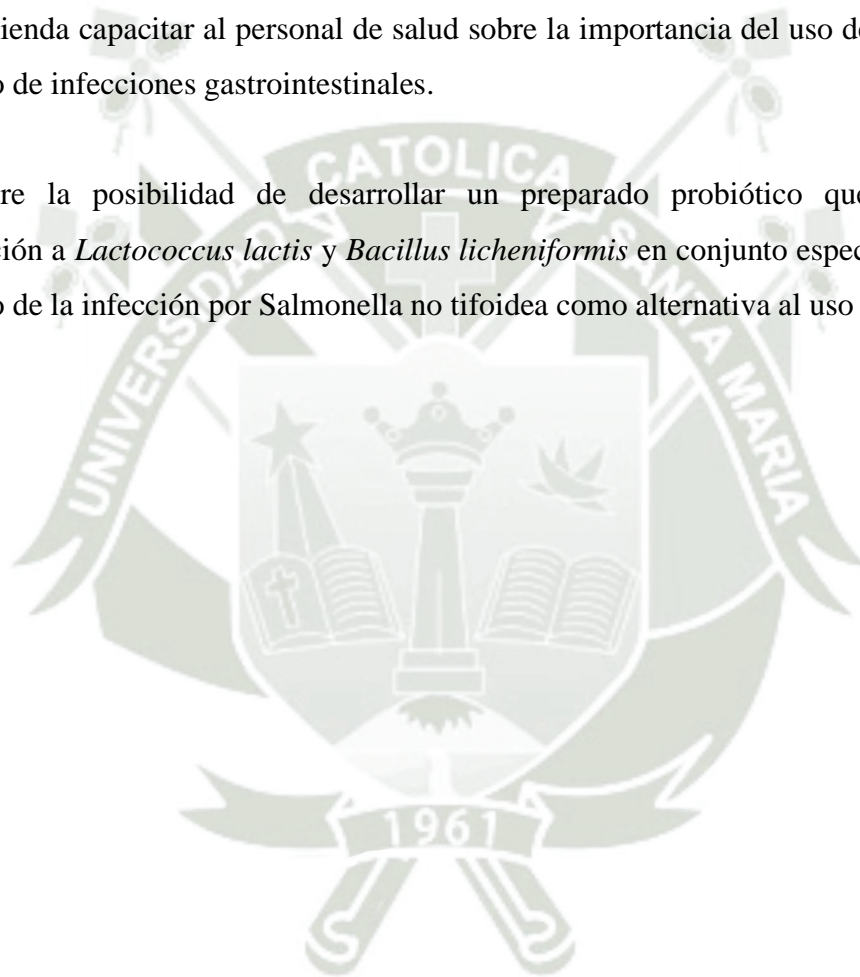 ienda capacitar al personal de salud sobre la importancia del uso de
o de infecciones gastrointestinales.
re la posibilidad de desarrollar un preparado probiótico que
ción a Lactococcus lactis y Bacillus licheniformis en conjunto espec
o de la infección por Salmonella no tifoidea como alternativa al uso
UNIVERSIDAD CATOLICA SANTA MARIA
1961